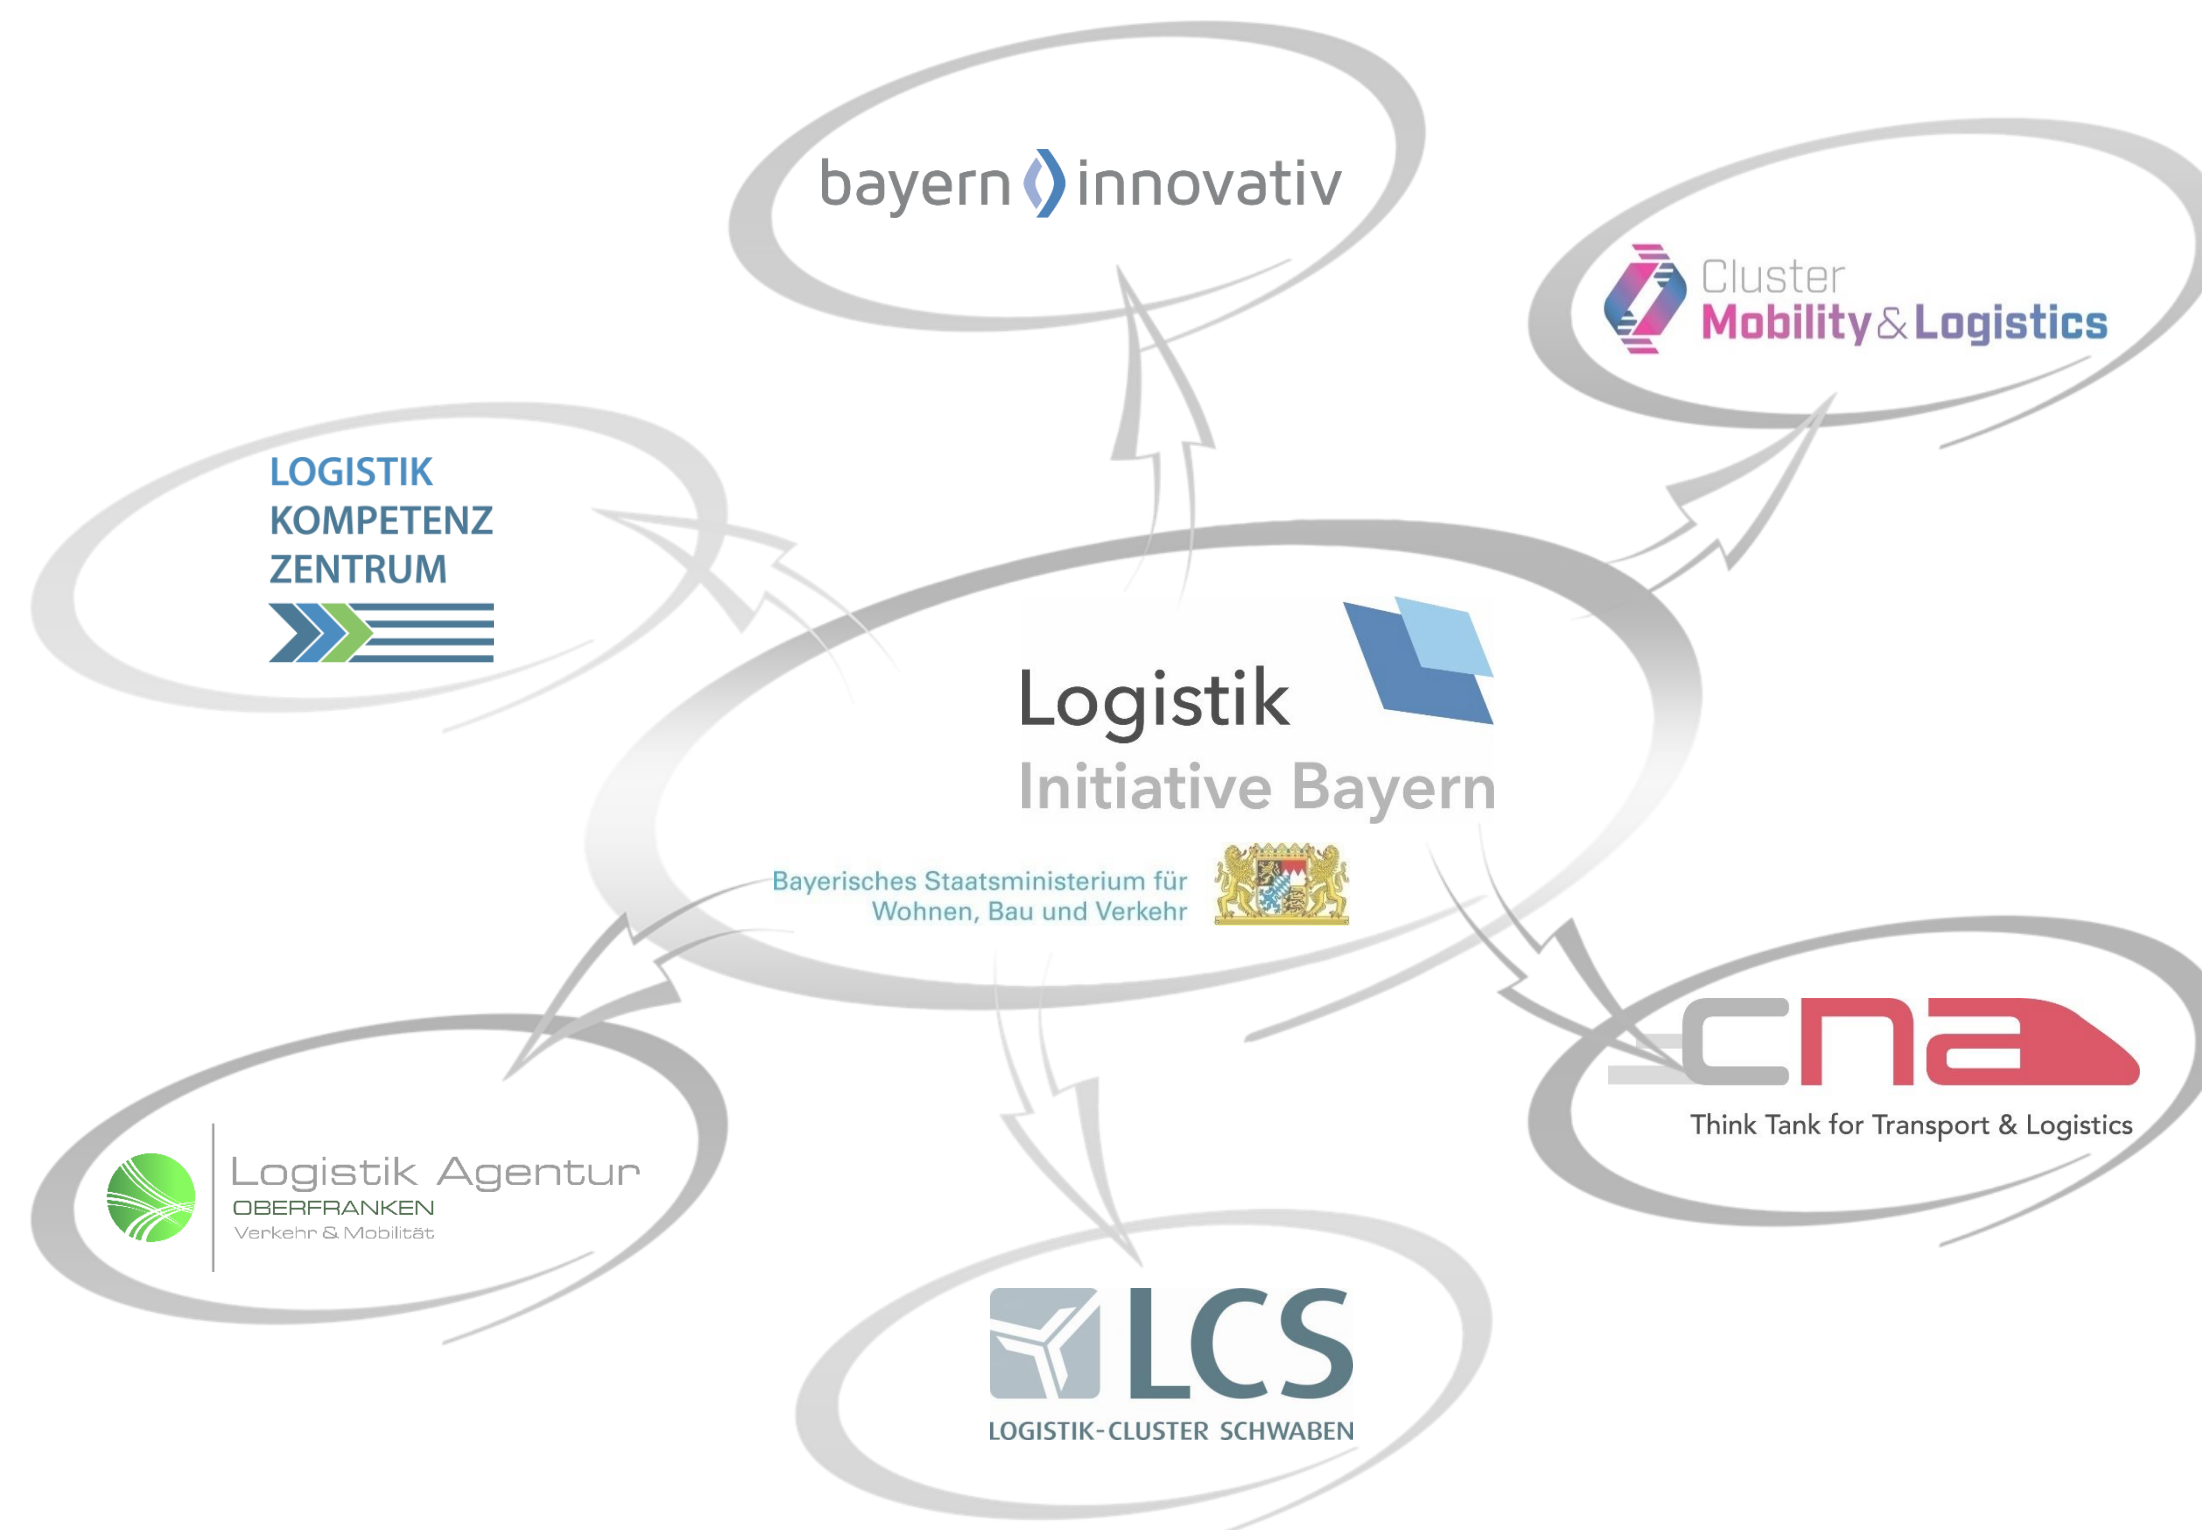 bayern innovativ
Cluster
Mobility & Logistics
LOGISTIK
KOMPETENZ
ZENTRUM
Logistik
Initiative Bayern
Bayerisches Staatsministerium für
Wohnen, Bau und Verkehr
cna
Think Tank for Transport & Logistics
Logistik Agentur
OBERFRANKEN
Verkehr & Mobilität
LCS
LOGISTIK-CLUSTER SCHWABEN